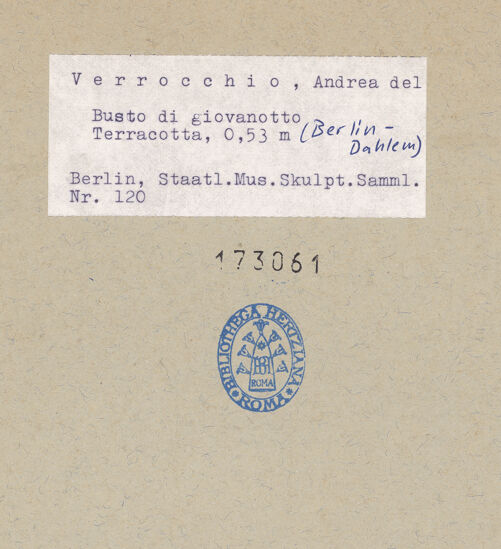 Verrocchio, Andrea del
Busto di giovanotto
Terracotta, 0,53 m (Berlin-
Dahlem)
Berlin, Staatl.Mus.Skulpt.Samml.
Nr. 120
173061
BIBLIOTHECA HERTZIANA
ROMA
BH
ROMA